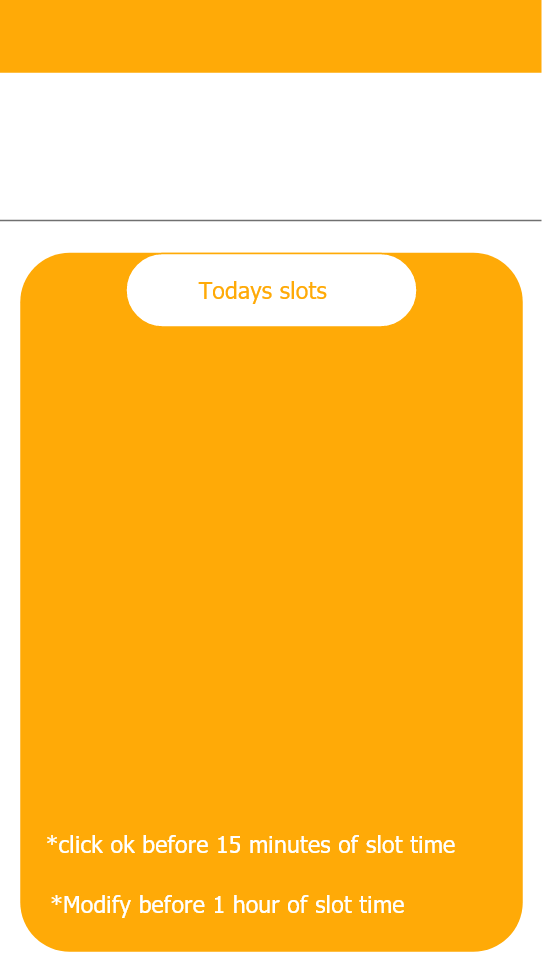 Todays slots
*click ok before 15 minutes of slot time
*Modify before 1 hour of slot time